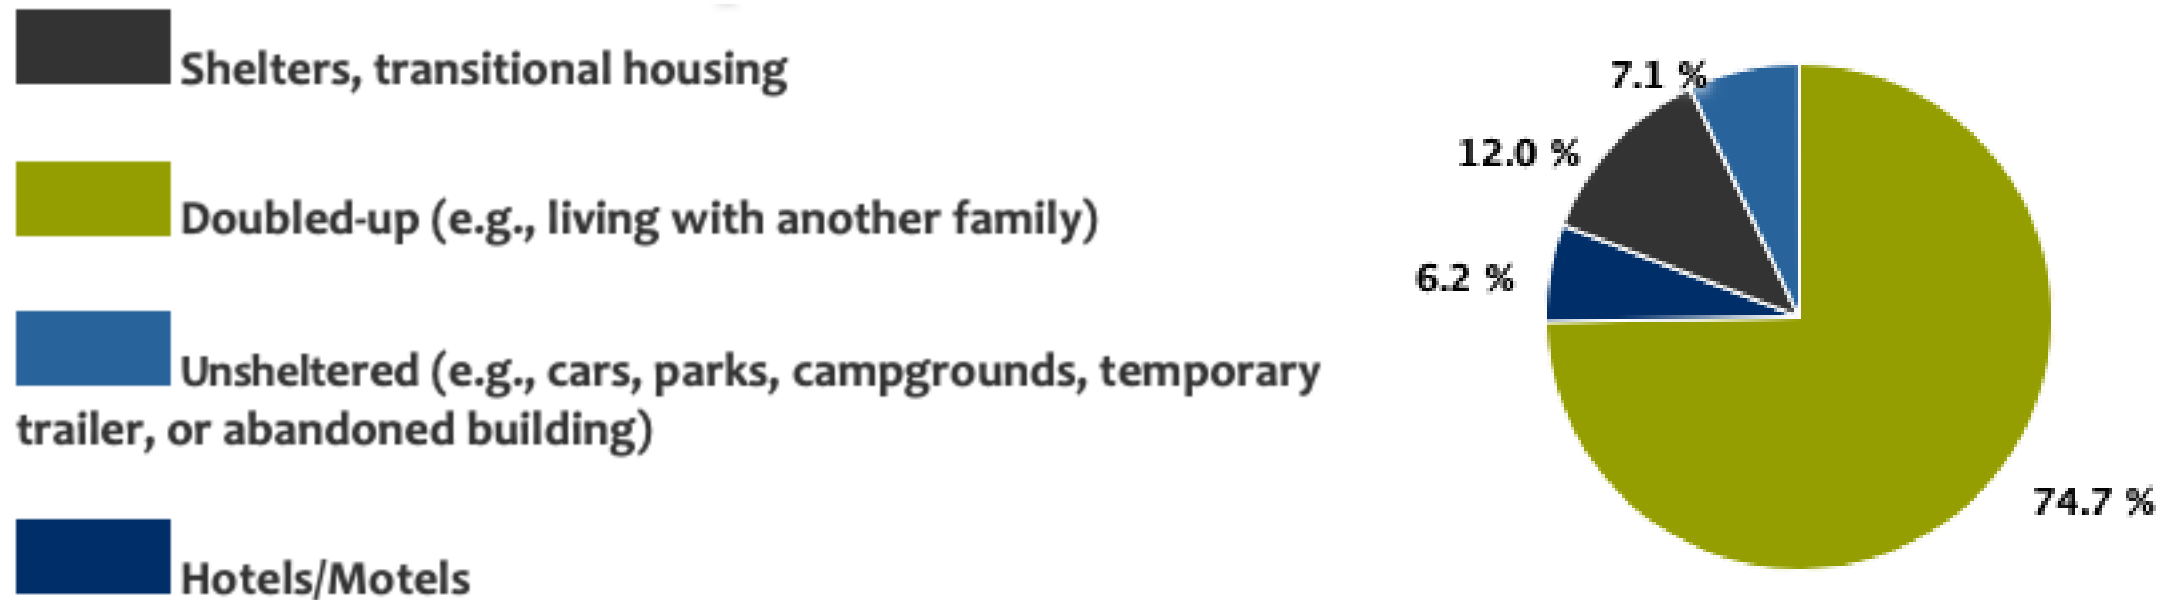 Shelters, transitional housing
Doubled-up (e.g., living with another family)
Unsheltered (e.g., cars, parks, campgrounds, temporary
trailer, or abandoned building)
Hotels/Motels
7.1 %
12.0 %
6.2 %
74.7 %